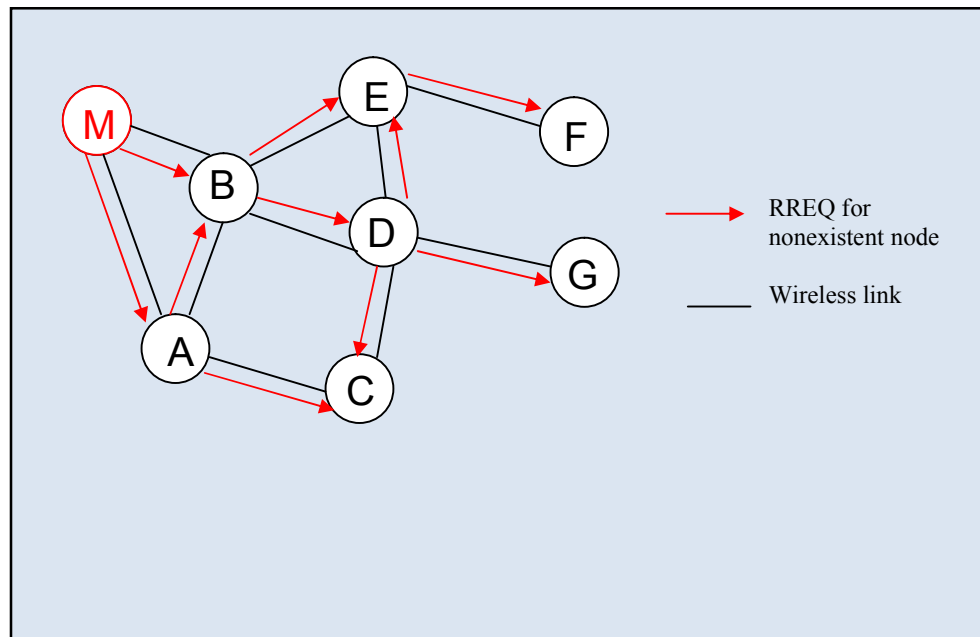 E
M
F
B
RREQ for
nonexistent node
D
G
Wireless link
A
C